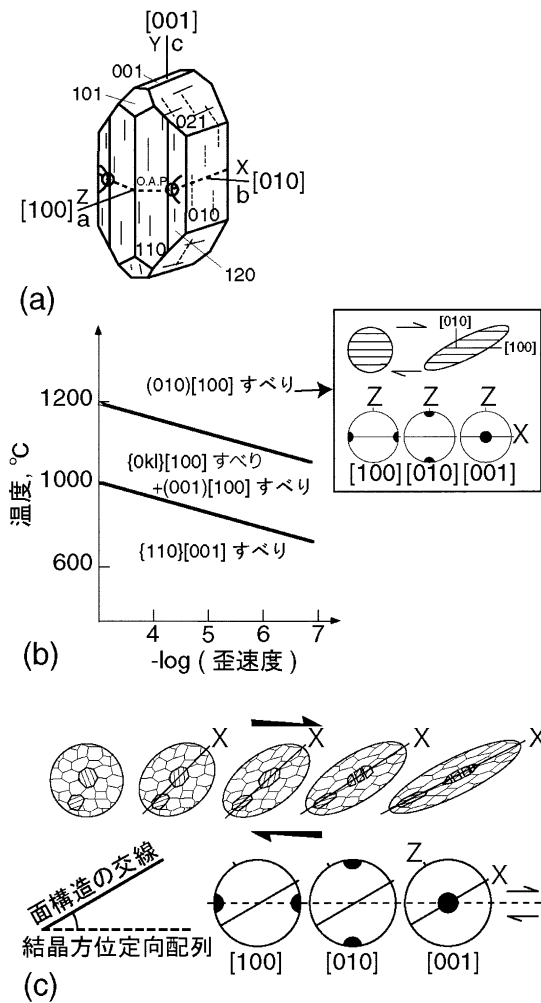 [001]
Y c
001
101
021
O.A.P.
X
[010]
b
Z
[100]
a
010
110
120
(a)
[010]
[100]
(010)[100] すべり
Z Z Z
X
[100] [010] [001]
1200
{0kl}[100] すべり
+(001)[100] すべり
1000
{110}[001] すべり
600
温度, °C
4 5 6 7
-log ( 歪速度 )
(b)
X X X X
面構造の交線
結晶方位定向配列
Z
X
[100] [010] [001]
(c)